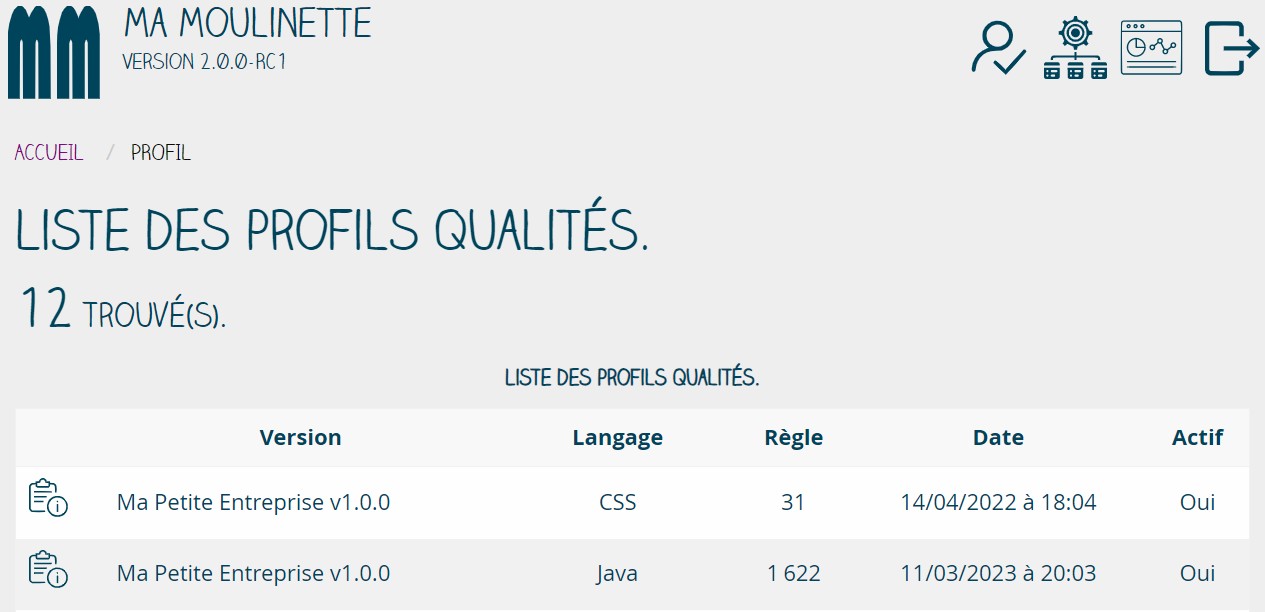 MA MOULINETTE
VERSION 2.0.0-RC1
ACCUEIL / PROFIL
LISTE DES PROFILS QUALITÉS.
12 TROUVÉ(S).
LISTE DES PROFILS QUALITÉS.
Version Langage Règle Date Actif
Ma Petite Entreprise v1.0.0 CSS 31 14/04/2022 à 18:04 Oui
Ma Petite Entreprise v1.0.0 Java 1 622 11/03/2023 à 20:03 Oui